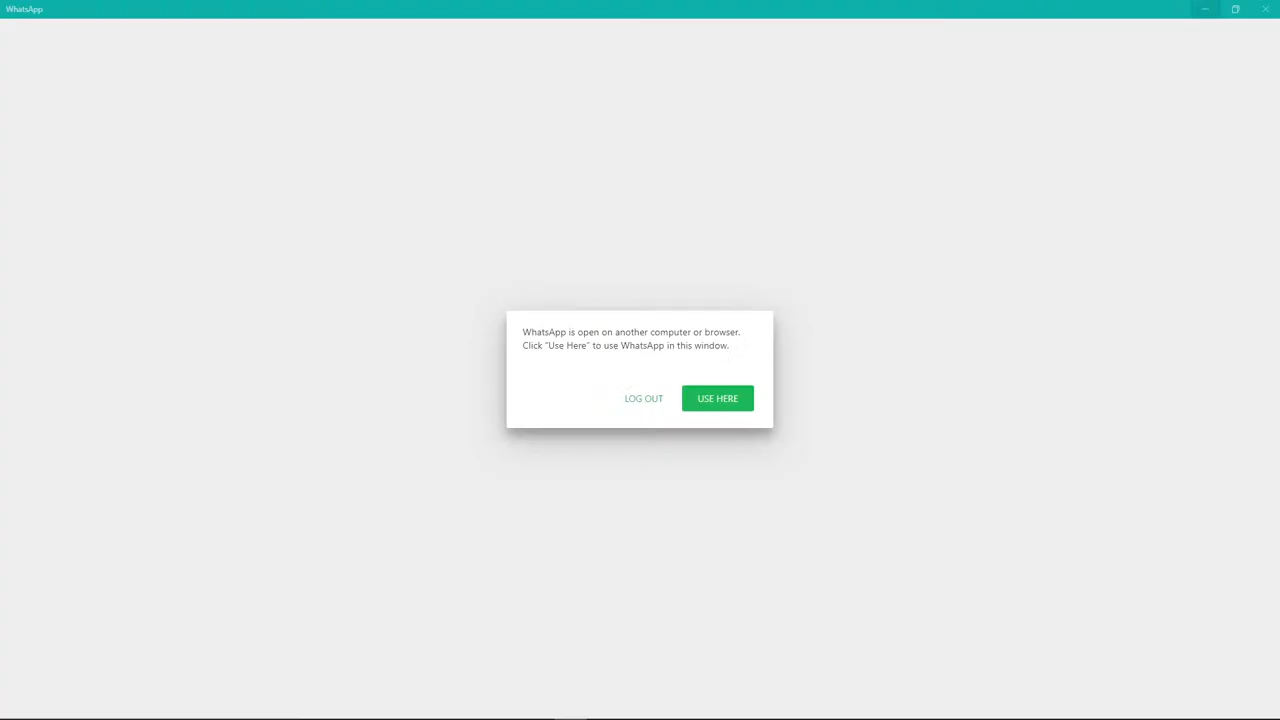 WhatsApp
WhatsApp is open on another computer or browser.
Click “Use Here” to use WhatsApp in this window.
LOG OUT
USE HERE